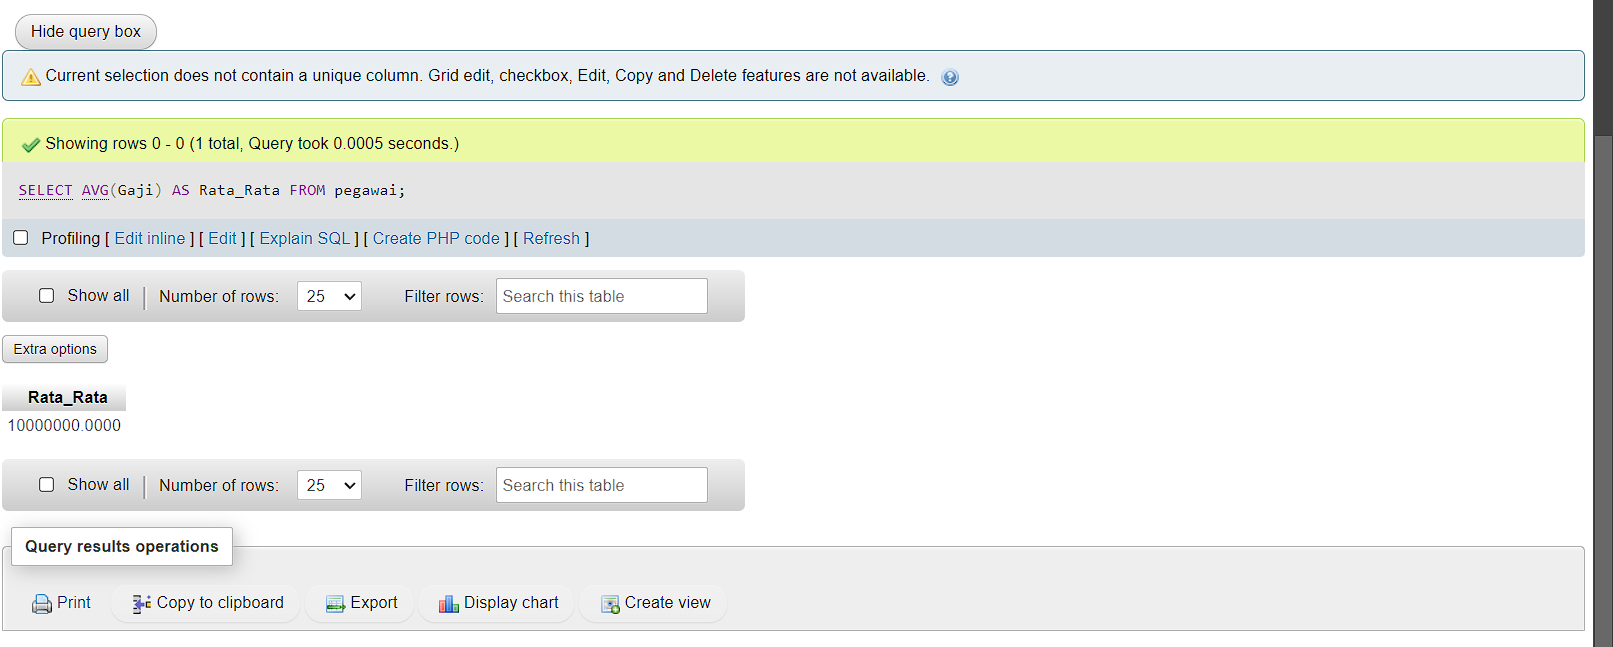 Hide query box
Current selection does not contain a unique column. Grid edit, checkbox, Edit, Copy and Delete features are not available.
Showing rows 0 - 0 (1 total, Query took 0.0005 seconds.)
SELECT AVG(Gaji) AS Rata_Rata FROM pegawai;
Profiling [ Edit inline ] [ Edit ] [ Explain SQL ] [ Create PHP code ] [ Refresh ]
Show all | Number of rows: 25 Filter rows: Search this table
Extra options
Rata_Rata
10000000.0000
Show all | Number of rows: 25 Filter rows: Search this table
Query results operations
Print Copy to clipboard Export Display chart Create view